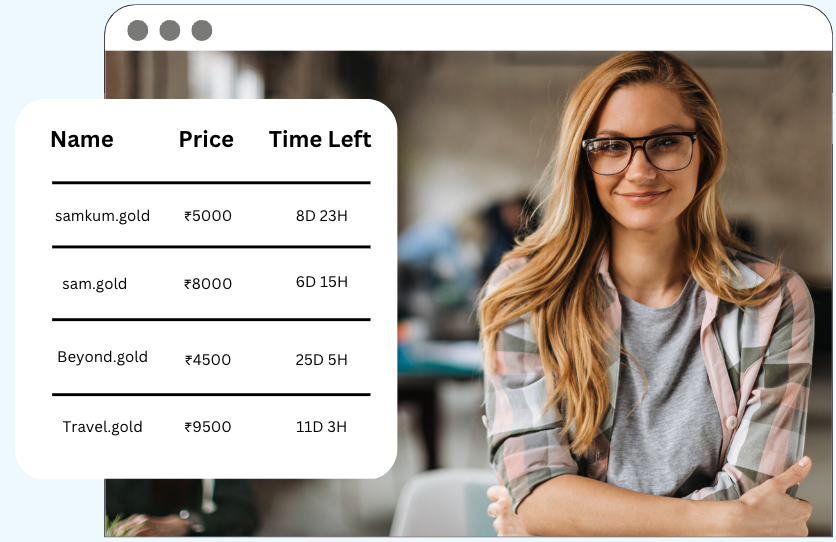 Name Price Time Left
samkum.gold ₹5000 8D 23H
sam.gold ₹8000 6D 15H
Beyond.gold ₹4500 25D 5H
Travel.gold ₹9500 11D 3H